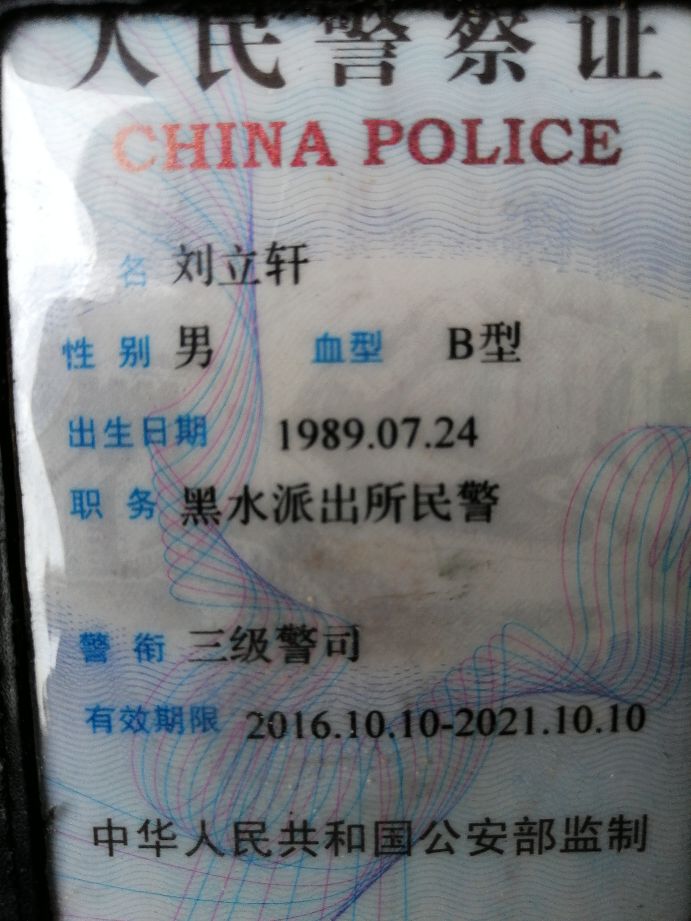 人民警察证
CHINA POLICE
姓 名 刘立轩
性 别 男 血型 B型
出生日期 1989.07.24
职 务 黑水派出所民警
警 衔 三级警司
有效期限 2016.10.10-2021.10.10
中华人民共和国公安部监制